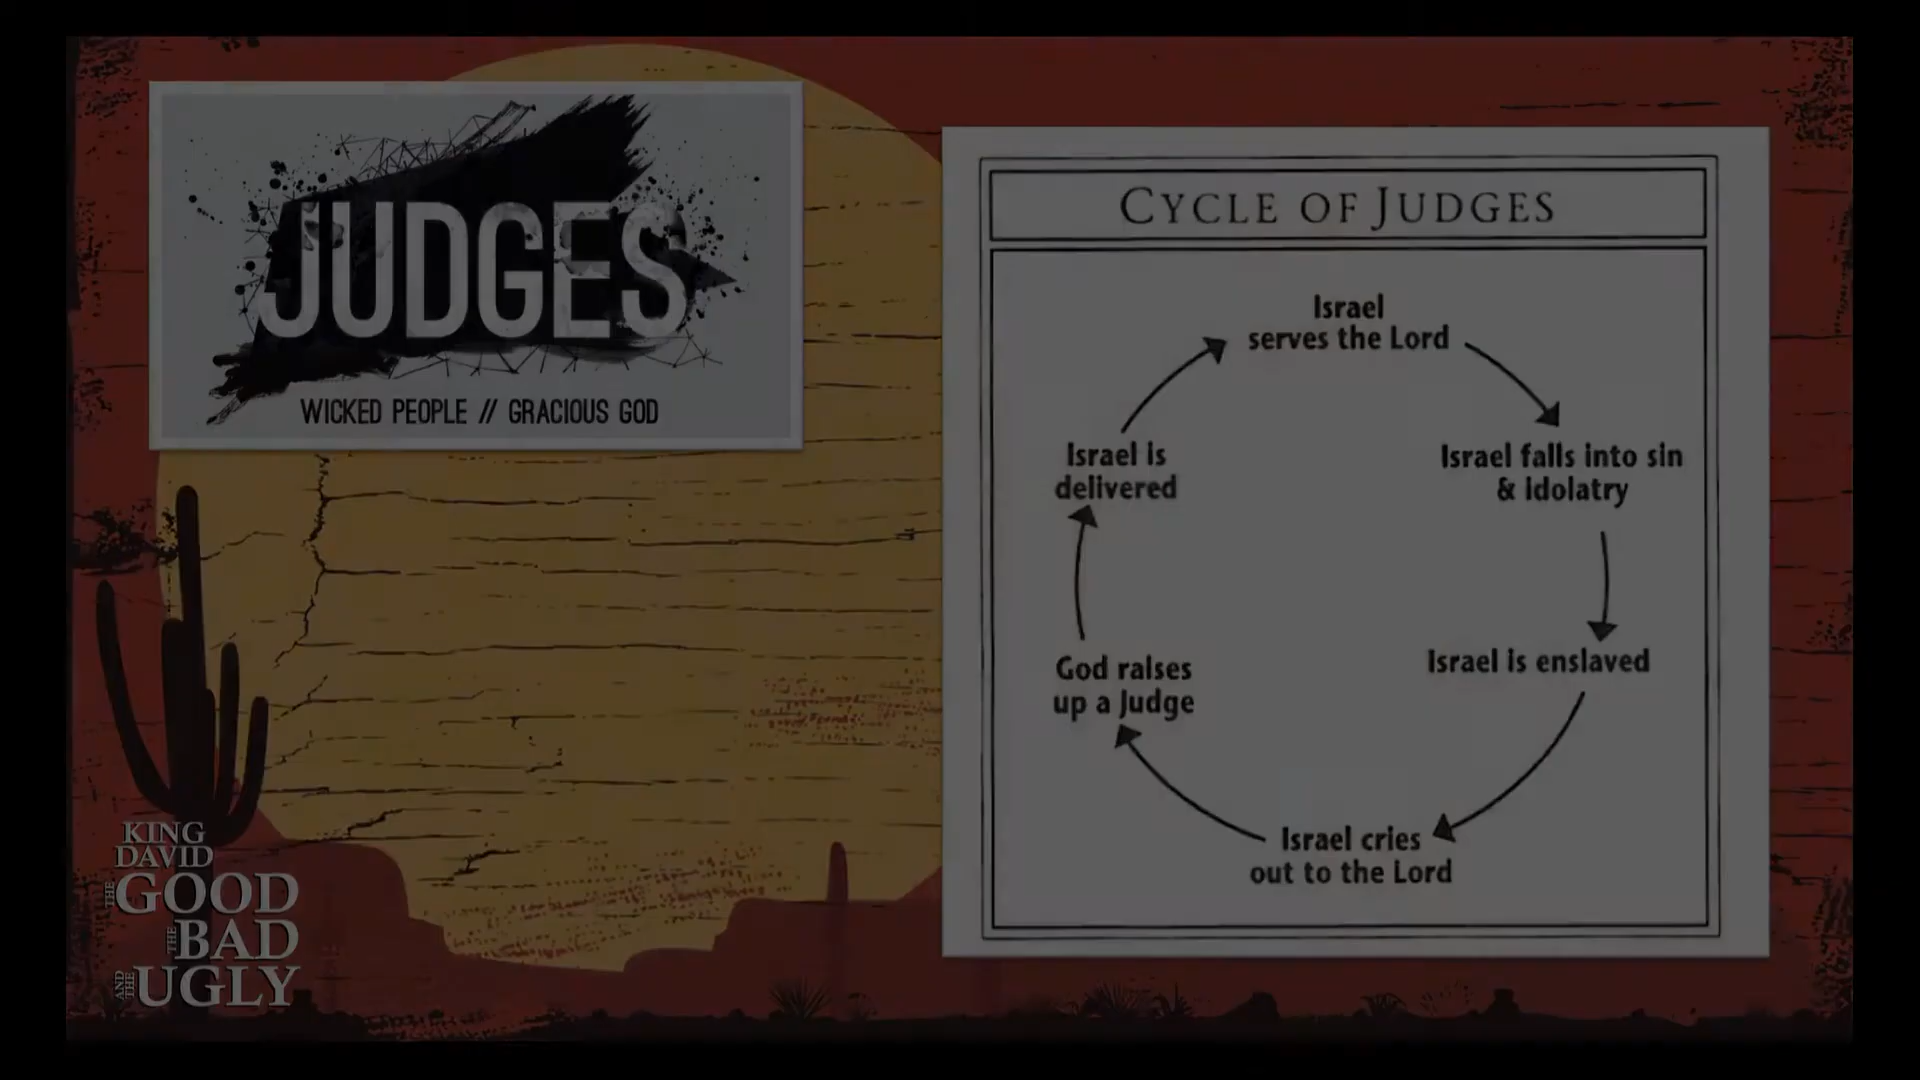 JUDGES
WICKED PEOPLE // GRACIOUS GOD
CYCLE OF JUDGES
Israel
serves the Lord
Israel falls into sin
& idolatry
Israel is enslaved
Israel cries
out to the Lord
God raises
up a Judge
Israel is
delivered
KING
DAVID
THE GOOD
THE BAD
AND THE UGLY